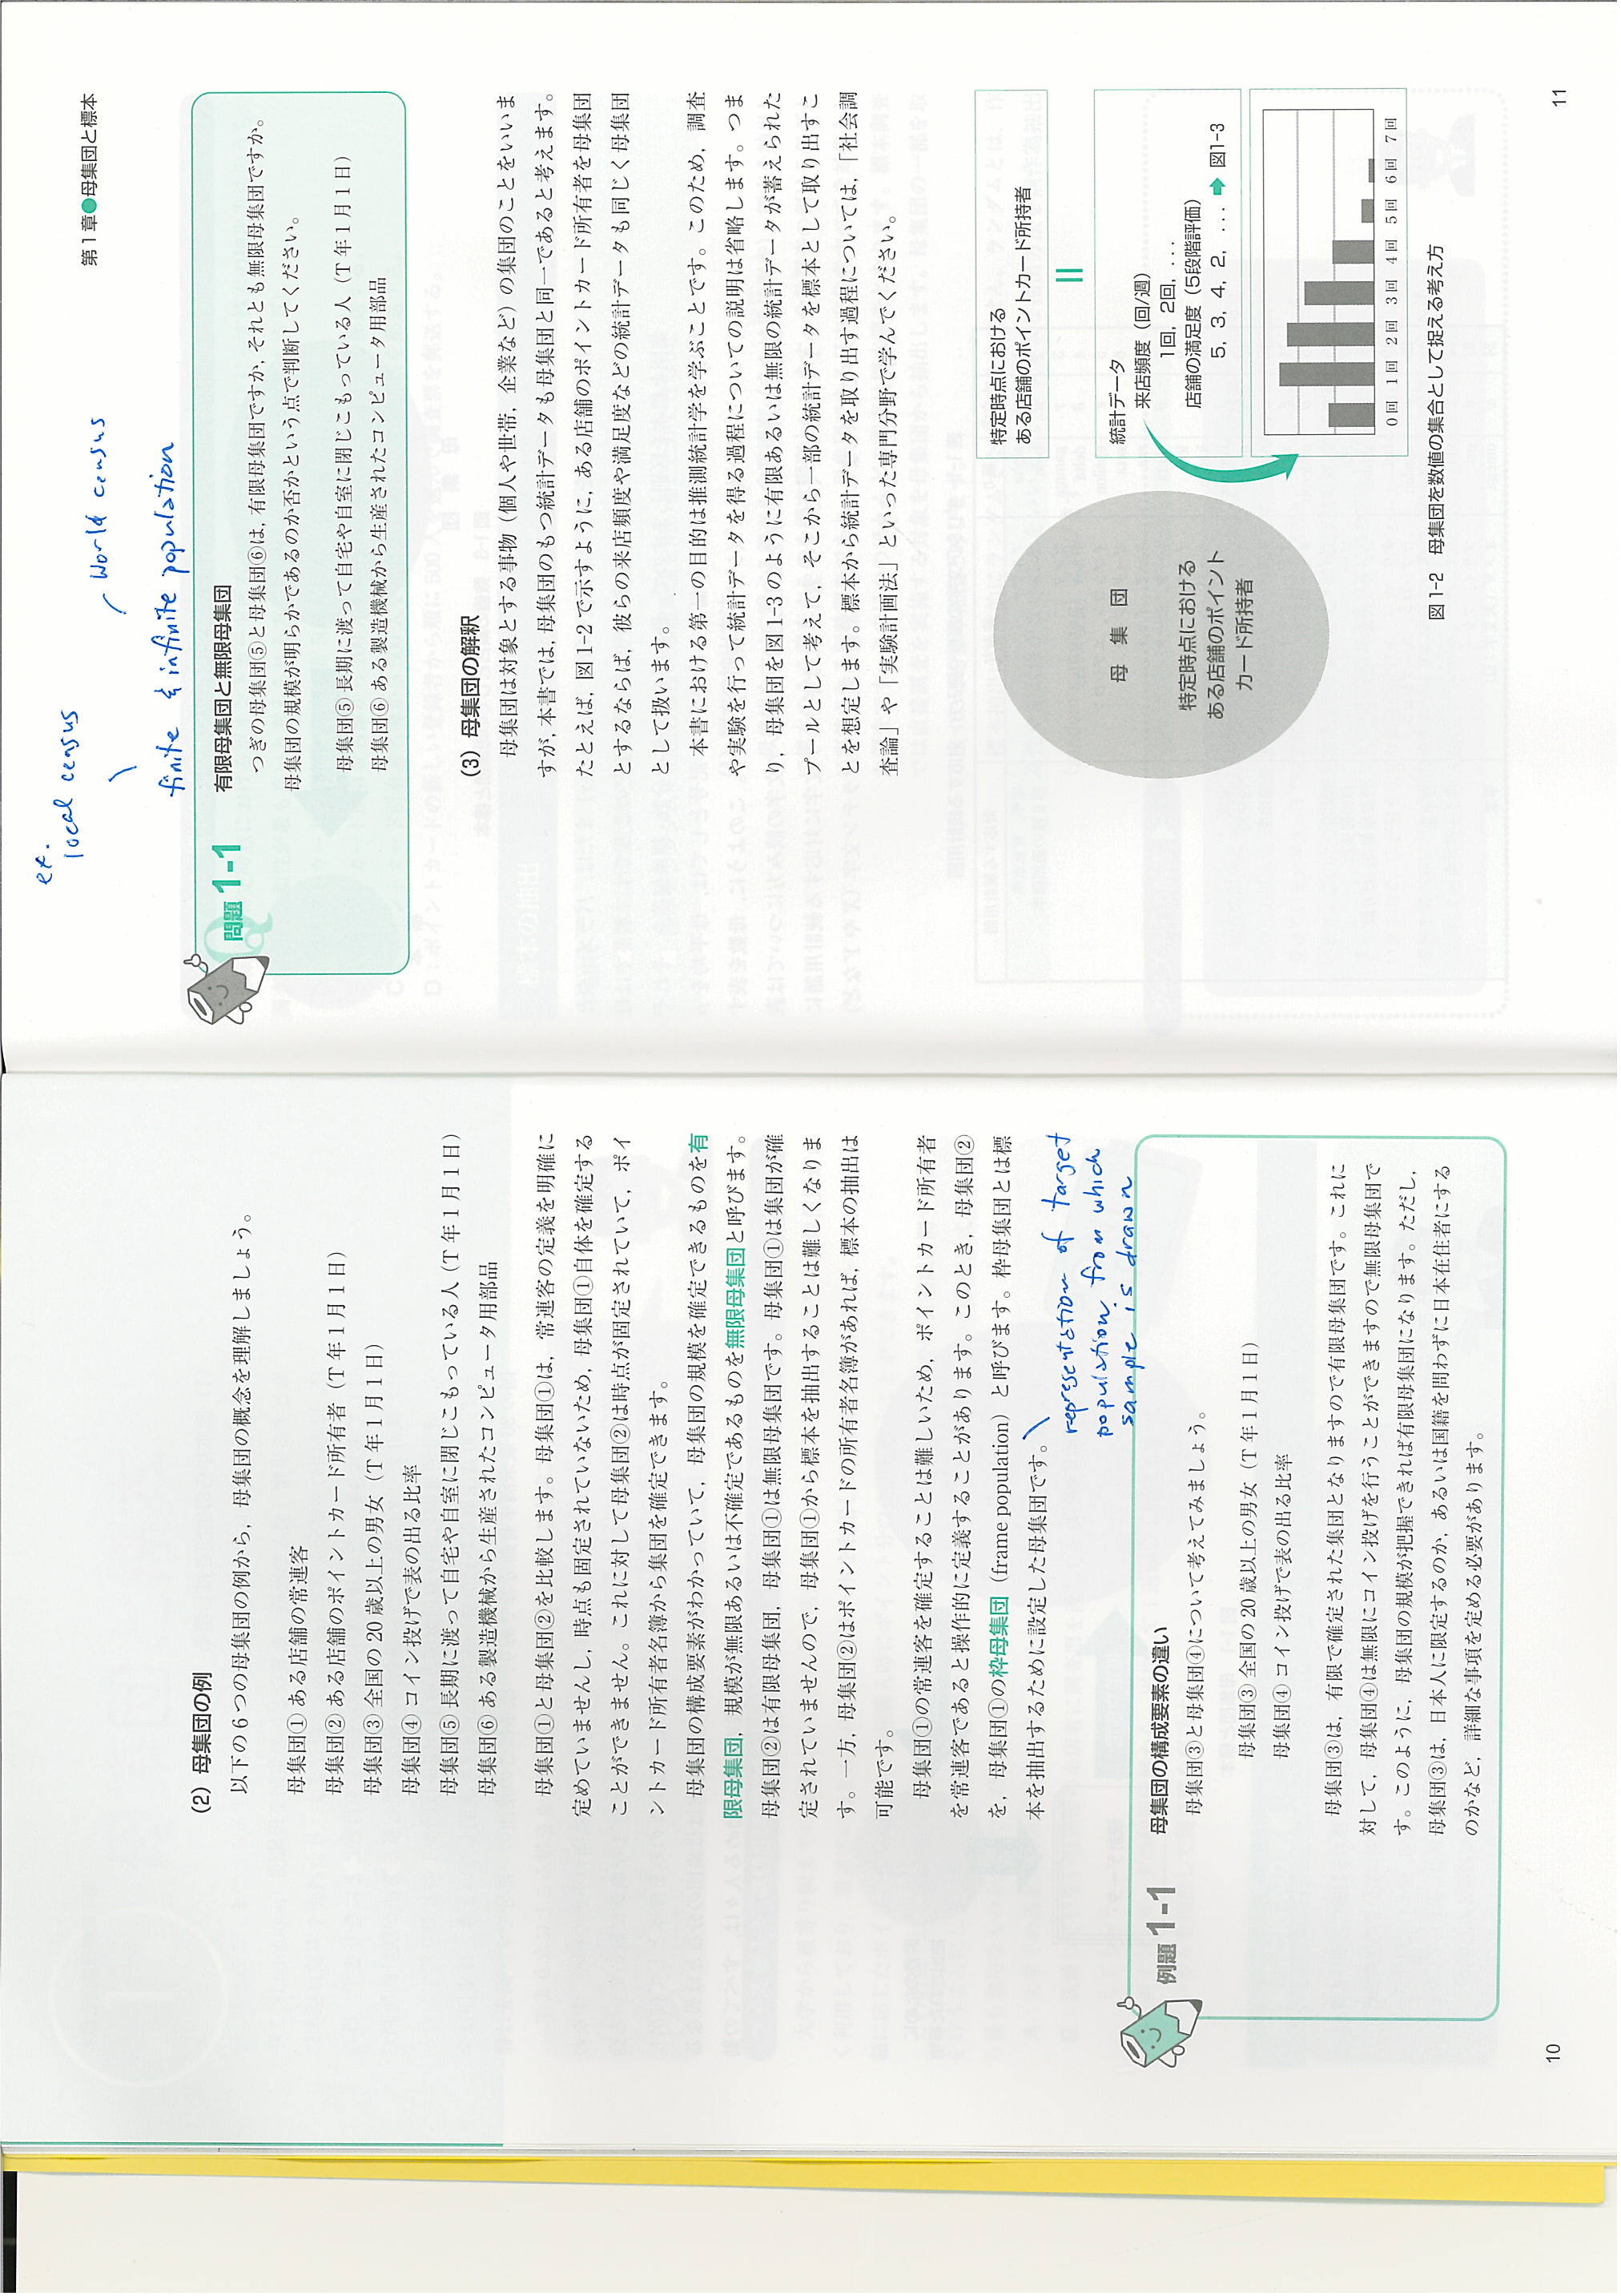 (2) 母集団の例
以下の6つの母集団の例から，母集団の概念を理解しましょう。
母集団① ある店舗の常連客
母集団② ある店舗のポイントカード所有者（T年1月1日）
母集団③ 全国の20歳以上の男女（T年1月1日）
母集団④ コイン投げで表の出る比率
母集団⑤ 長期に渡って自宅や自室に閉じこもっている人（T年1月1日）
母集団⑥ ある製造機械から生産されたコンピュータ用部品
母集団①と母集団②を比較します。母集団①は，常連客の定義を明確に
定めていませんし，時点も固定されていないため，母集団①自体を確定する
ことができません。これに対して母集団②は時点が固定されていて，ポイ
ントカード所有者名簿から集団を確定できます。
母集団の構成要素がわかっていて，母集団の規模を確定できるものを有
限母集団，規模が無限あるいは不確定であるものを無限母集団と呼びます。
母集団②は有限母集団，母集団①は無限母集団です。母集団①は集団が確
定されていませんので，母集団①から標本を抽出することは難しくなりま
す。一方，母集団②はポイントカードの所有者名簿があれば，標本の抽出は
可能です。
母集団①の常連客を確定することは難しいため，ポイントカード所有者
を常連客であると操作的に定義することがあります。このとき，母集団②
を，母集団①の枠母集団（frame population）と呼びます。枠母集団とは標
本を抽出するために設定した母集団です。
representation of target
population from which
sample is drawn
例題 1-1 母集団の構成要素の違い
母集団③と母集団④について考えてみましょう。
母集団③ 全国の20歳以上の男女（T年1月1日）
母集団④ コイン投げで表の出る比率
母集団③は，有限で確定された集団となりますので有限母集団です。これに
対して，母集団④は無限にコイン投げを行うことができますので無限母集団で
す。このように，母集団の規模が把握できれば有限母集団になります。ただし，
母集団③は，日本人に限定するのか，あるいは国籍を問わずに日本在住者にする
のかなど，詳細な事項を定める必要があります。
10
ex.
local census
World census
第1章●母集団と標本
finite & infinite population
Q
問題 1-1 有限母集団と無限母集団
つぎの母集団⑤と母集団⑥は，有限母集団ですか，それとも無限母集団ですか。
母集団の規模が明らかであるのか否かという点で判断してください。
母集団⑤ 長期に渡って自宅や自室に閉じこもっている人（T年1月1日）
母集団⑥ ある製造機械から生産されたコンピュータ用部品
(3) 母集団の解釈
母集団は対象とする事物（個人や世帯，企業など）の集団のことをいいま
すが，本書では，母集団のもつ統計データも母集団と同一であると考えます。
たとえば，図1-2で示すように，ある店舗のポイントカード所有者を母集団
とするならば，彼らの来店頻度や満足度などの統計データも同じく母集団
として扱います。
本書における第一の目的は推測統計学を学ぶことです。このため，調査
や実験を行って統計データを得る過程についての説明は省略します。つま
り，母集団を図1-3のように有限あるいは無限の統計データが蓄えられた
プールとして考えて，そこから一部の統計データを標本として取り出すこ
とを想定します。標本から統計データを取り出す過程については，「社会調
査論」や「実験計画法」といった専門分野で学んでください。
母 集 団
特定時点における
ある店舗のポイント
カード所持者
特定時点における
ある店舗のポイントカード所持者
統計データ
来店頻度（回/週）
1回，2回，...
店舗の満足度（5段階評価）
5，3，4，2，... ➡ 図1-3
0回 1回 2回 3回 4回 5回 6回 7回
図1-2 母集団を数値の集合として捉える考え方
11